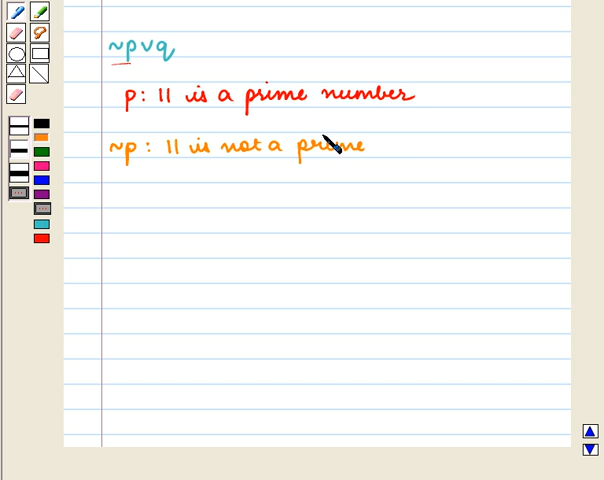 ~p∨q
p: 11 is a prime number
~p: 11 is not a prime